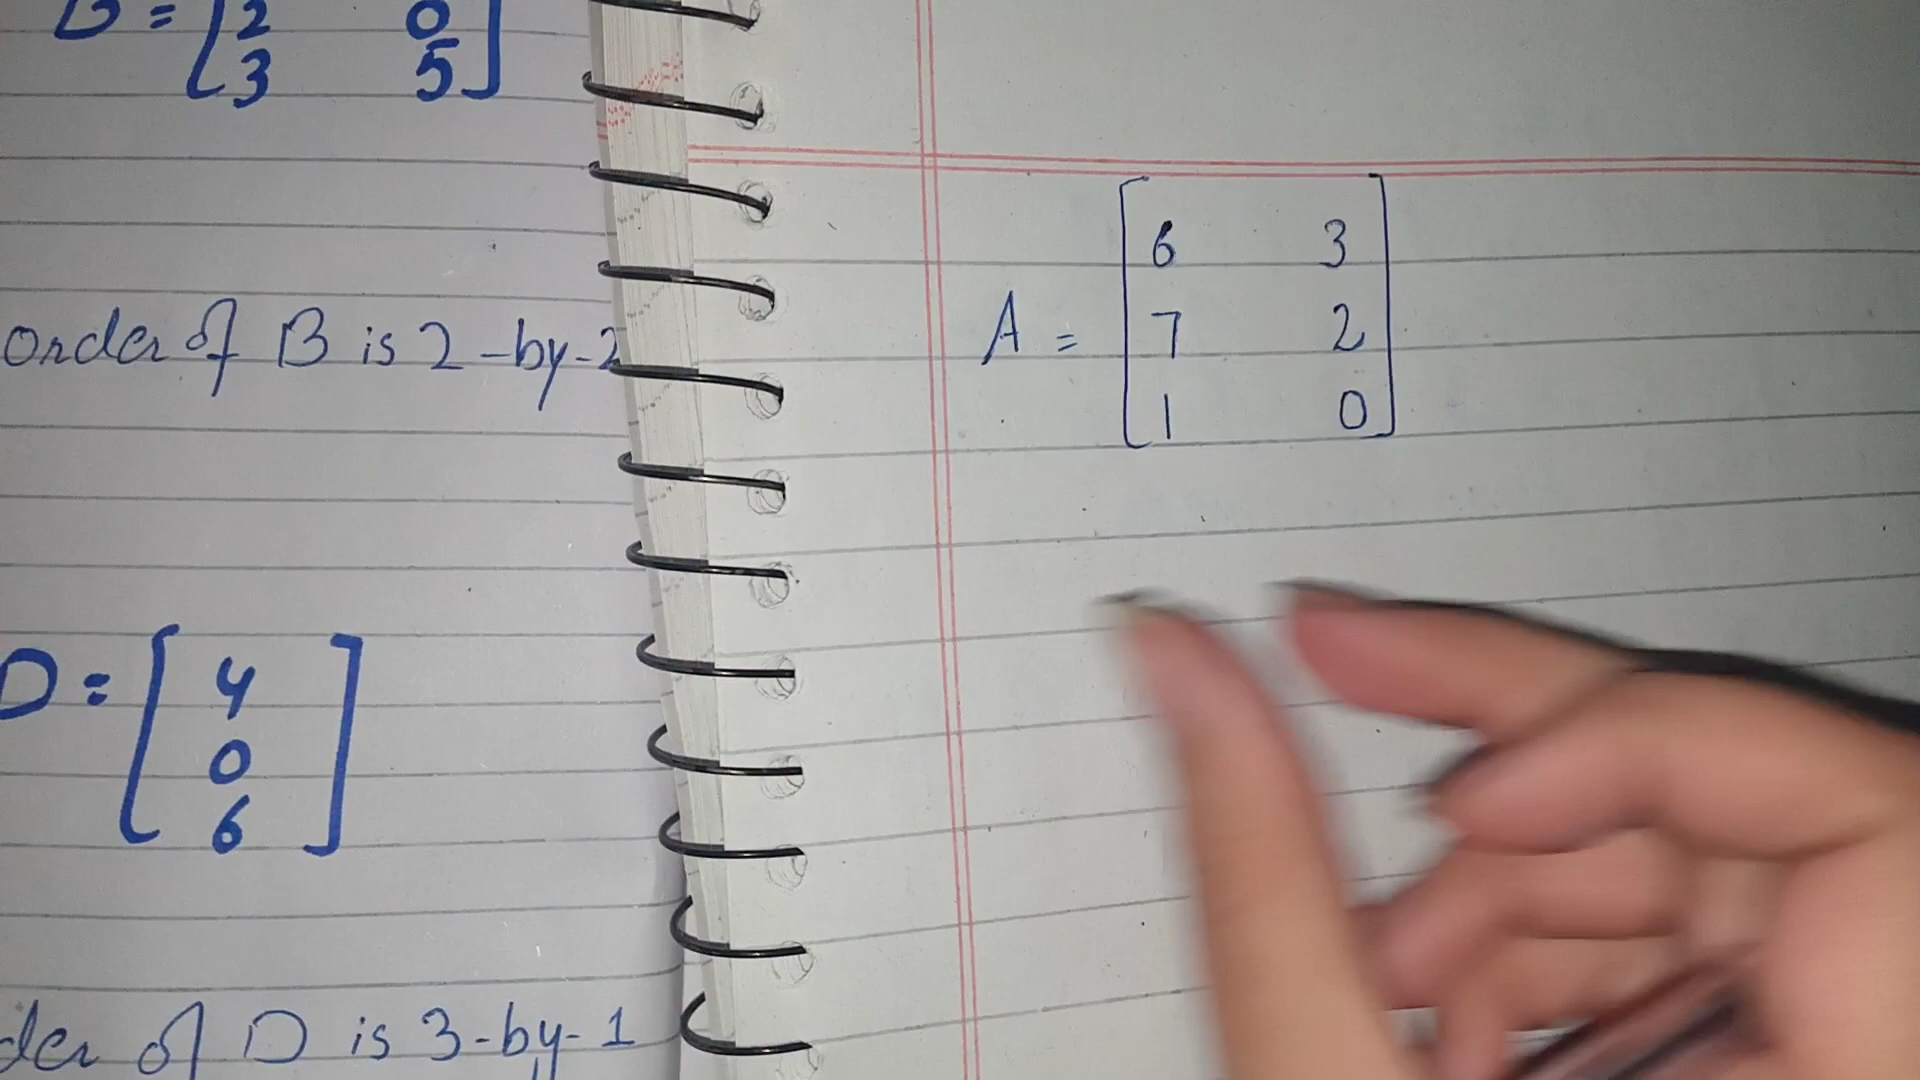 B = [2 0
3 5]
order of B is 2-by-2
D = [4
0
6]
der of D is 3-by-1
A = [6 3
7 2
1 0]